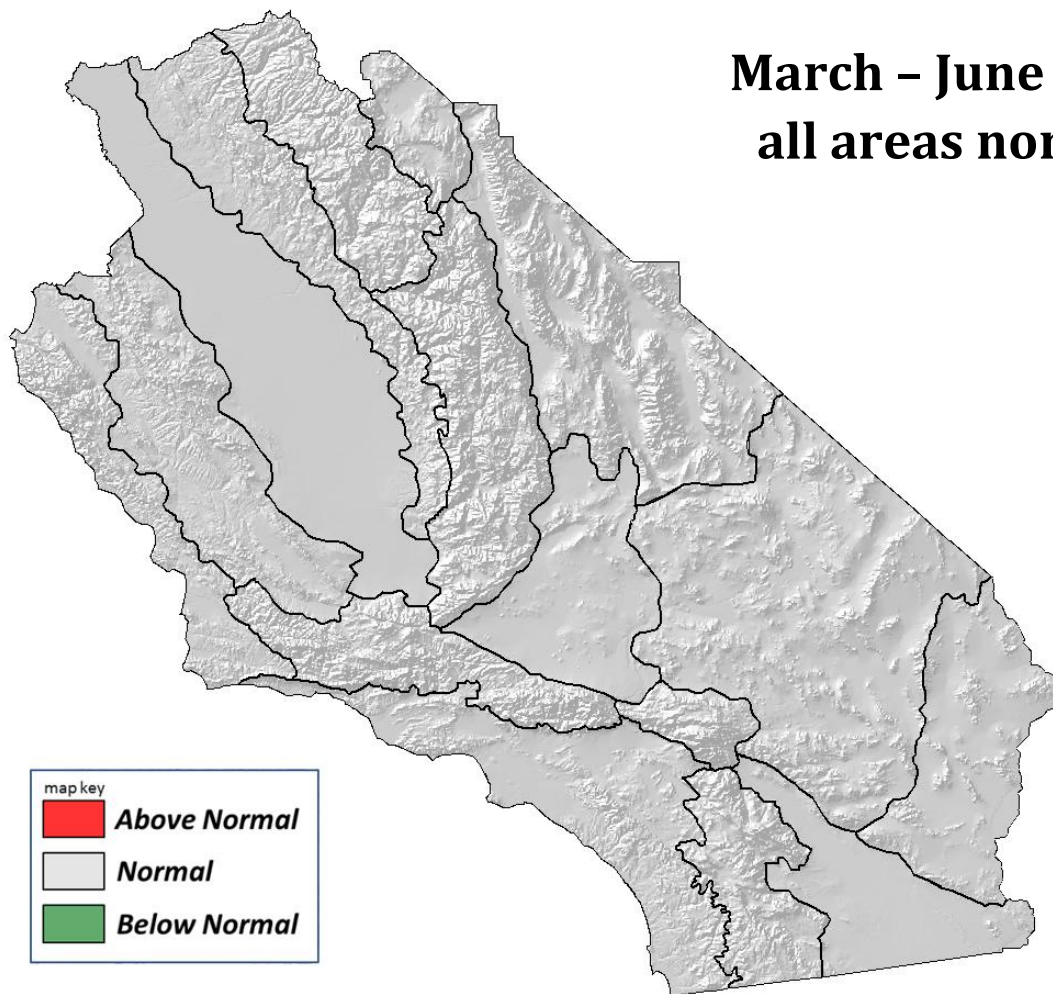 March – June
all areas nor
map key
Above Normal
Normal
Below Normal